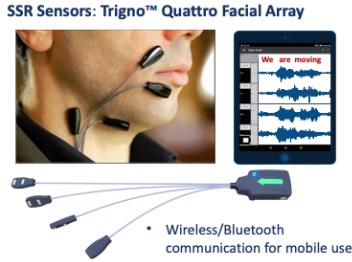 SSR Sensors: Trigno™ Quattro Facial Array
We are moving
• Wireless/Bluetooth
communication for mobile use